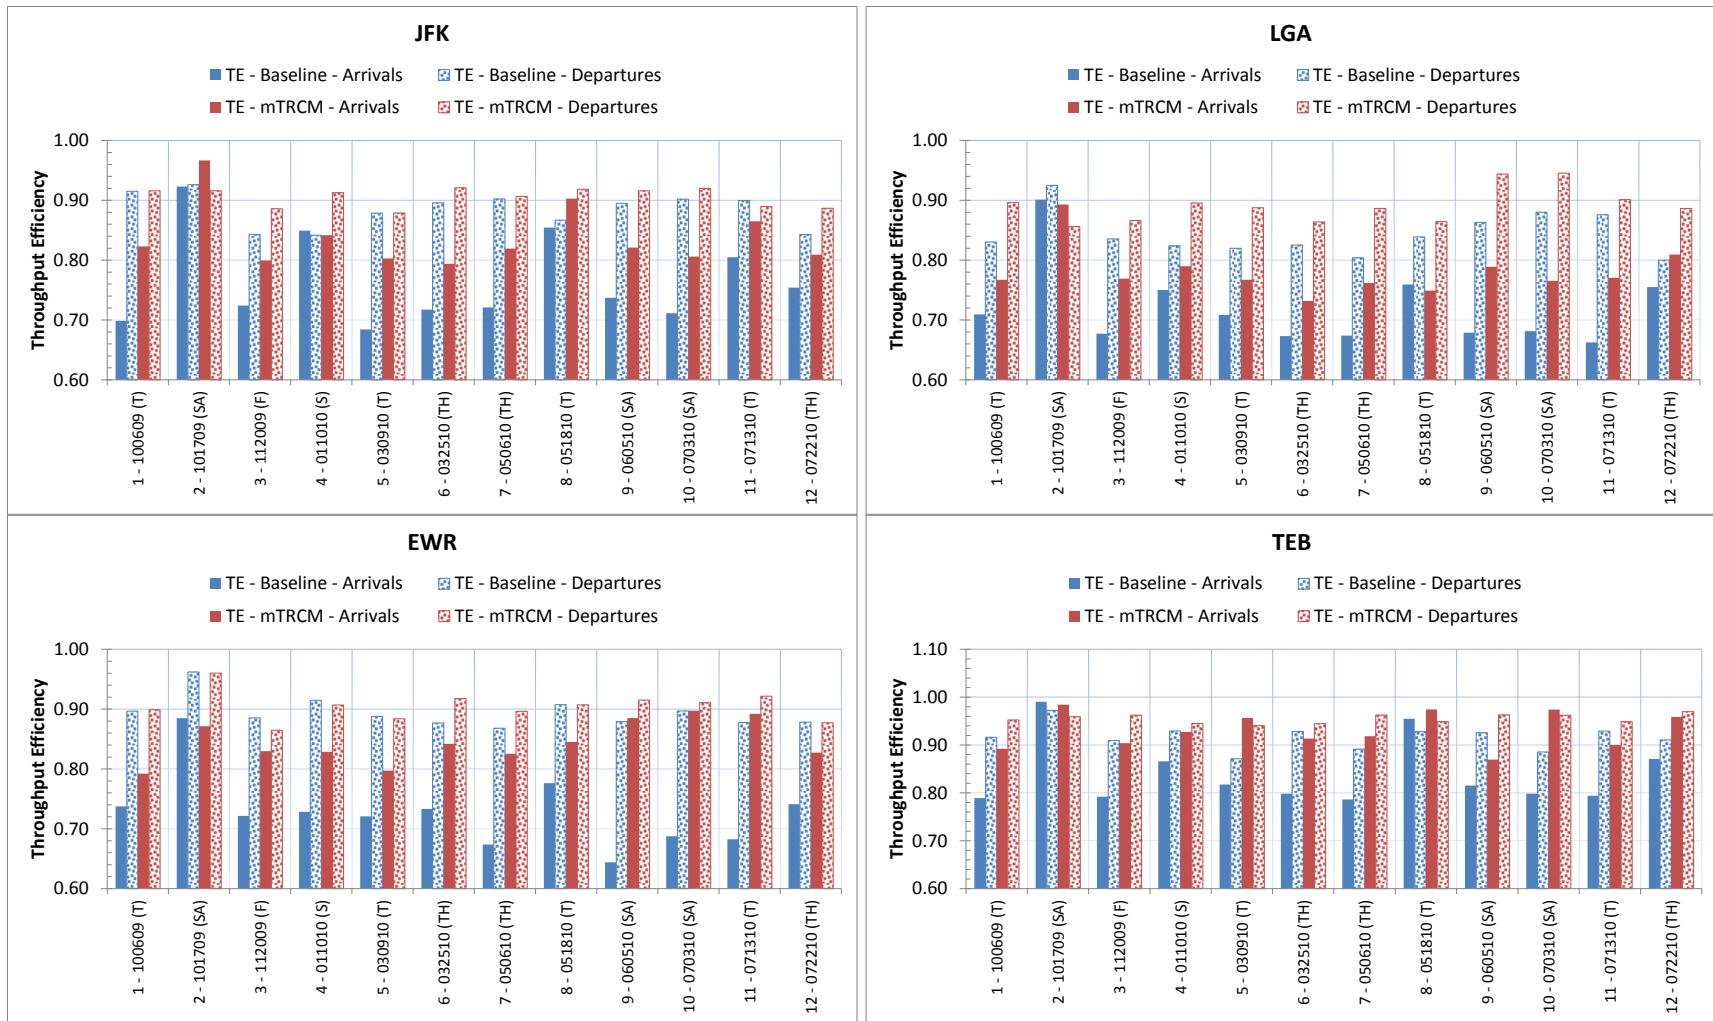 JFK
TE - Baseline - Arrivals
TE - Baseline - Departures
TE - mTRCM - Arrivals
TE - mTRCM - Departures
Throughput Efficiency
1.00
0.90
0.80
0.70
0.60
1 - 100609 (T)
2 - 101709 (SA)
3 - 112009 (F)
4 - 011010 (S)
5 - 030910 (T)
6 - 032510 (TH)
7 - 050610 (TH)
8 - 051810 (T)
9 - 060510 (SA)
10 - 070310 (SA)
11 - 071310 (T)
12 - 072210 (TH)
LGA
TE - Baseline - Arrivals
TE - Baseline - Departures
TE - mTRCM - Arrivals
TE - mTRCM - Departures
Throughput Efficiency
1.00
0.90
0.80
0.70
0.60
1 - 100609 (T)
2 - 101709 (SA)
3 - 112009 (F)
4 - 011010 (S)
5 - 030910 (T)
6 - 032510 (TH)
7 - 050610 (TH)
8 - 051810 (T)
9 - 060510 (SA)
10 - 070310 (SA)
11 - 071310 (T)
12 - 072210 (TH)
EWR
TE - Baseline - Arrivals
TE - Baseline - Departures
TE - mTRCM - Arrivals
TE - mTRCM - Departures
Throughput Efficiency
1.00
0.90
0.80
0.70
0.60
1 - 100609 (T)
2 - 101709 (SA)
3 - 112009 (F)
4 - 011010 (S)
5 - 030910 (T)
6 - 032510 (TH)
7 - 050610 (TH)
8 - 051810 (T)
9 - 060510 (SA)
10 - 070310 (SA)
11 - 071310 (T)
12 - 072210 (TH)
TEB
TE - Baseline - Arrivals
TE - Baseline - Departures
TE - mTRCM - Arrivals
TE - mTRCM - Departures
Throughput Efficiency
1.10
1.00
0.90
0.80
0.70
0.60
1 - 100609 (T)
2 - 101709 (SA)
3 - 112009 (F)
4 - 011010 (S)
5 - 030910 (T)
6 - 032510 (TH)
7 - 050610 (TH)
8 - 051810 (T)
9 - 060510 (SA)
10 - 070310 (SA)
11 - 071310 (T)
12 - 072210 (TH)